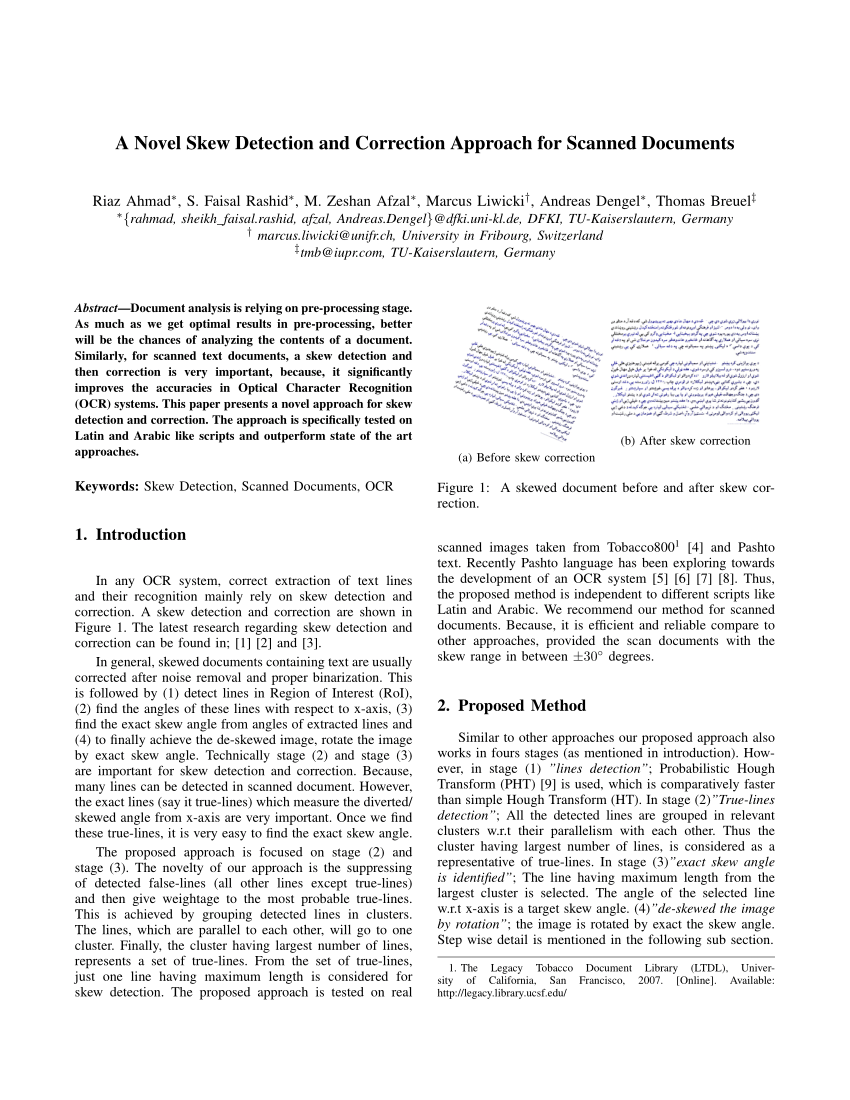 A Novel Skew Detection and Correction Approach for Scanned Documents
Riaz Ahmad∗, S. Faisal Rashid∗, M. Zeshan Afzal∗, Marcus Liwicki†, Andreas Dengel∗, Thomas Breuel‡
∗{rahmad, sheikh_faisal.rashid, afzal, Andreas.Dengel}@dfki.uni-kl.de, DFKI, TU-Kaiserslautern, Germany
† marcus.liwicki@unifr.ch, University in Fribourg, Switzerland
‡tmb@iupr.com, TU-Kaiserslautern, Germany
Abstract—Document analysis is relying on pre-processing stage.
As much as we get optimal results in pre-processing, better
will be the chances of analyzing the contents of a document.
Similarly, for scanned text documents, a skew detection and
then correction is very important, because, it significantly
improves the accuracies in Optical Character Recognition
(OCR) systems. This paper presents a novel approach for skew
detection and correction. The approach is specifically tested on
Latin and Arabic like scripts and outperform state of the art
approaches.
Keywords: Skew Detection, Scanned Documents, OCR
1. Introduction
In any OCR system, correct extraction of text lines
and their recognition mainly rely on skew detection and
correction. A skew detection and correction are shown in
Figure 1. The latest research regarding skew detection and
correction can be found in; [1] [2] and [3].
In general, skewed documents containing text are usually
corrected after noise removal and proper binarization. This
is followed by (1) detect lines in Region of Interest (RoI),
(2) find the angles of these lines with respect to x-axis, (3)
find the exact skew angle from angles of extracted lines and
(4) to finally achieve the de-skewed image, rotate the image
by exact skew angle. Technically stage (2) and stage (3)
are important for skew detection and correction. Because,
many lines can be detected in scanned document. However,
the exact lines (say it true-lines) which measure the diverted/
skewed angle from x-axis are very important. Once we find
these true-lines, it is very easy to find the exact skew angle.
The proposed approach is focused on stage (2) and
stage (3). The novelty of our approach is the suppressing
of detected false-lines (all other lines except true-lines)
and then give weightage to the most probable true-lines.
This is achieved by grouping detected lines in clusters.
The lines, which are parallel to each other, will go to one
cluster. Finally, the cluster having largest number of lines,
represents a set of true-lines. From the set of true-lines,
just one line having maximum length is considered for
skew detection. The proposed approach is tested on real
(a) Before skew correction
(b) After skew correction
Figure 1: A skewed document before and after skew cor-
rection.
scanned images taken from Tobacco800¹ [4] and Pashto
text. Recently Pashto language has been exploring towards
the development of an OCR system [5] [6] [7] [8]. Thus,
the proposed method is independent to different scripts like
Latin and Arabic. We recommend our method for scanned
documents. Because, it is efficient and reliable compare to
other approaches, provided the scan documents with the
skew range in between ±30° degrees.
2. Proposed Method
Similar to other approaches our proposed approach also
works in fours stages (as mentioned in introduction). How-
ever, in stage (1) ”lines detection”; Probabilistic Hough
Transform (PHT) [9] is used, which is comparatively faster
than simple Hough Transform (HT). In stage (2)”True-lines
detection”; All the detected lines are grouped in relevant
clusters w.r.t their parallelism with each other. Thus the
cluster having largest number of lines, is considered as a
representative of true-lines. In stage (3)”exact skew angle
is identified”; The line having maximum length from the
largest cluster is selected. The angle of the selected line
w.r.t x-axis is a target skew angle. (4)”de-skewed the image
by rotation”; the image is rotated by exact the skew angle.
Step wise detail is mentioned in the following sub section.
1. The Legacy Tobacco Document Library (LTDL), Univer-
sity of California, San Francisco, 2007. [Online]. Available:
http://legacy.library.ucsf.edu/